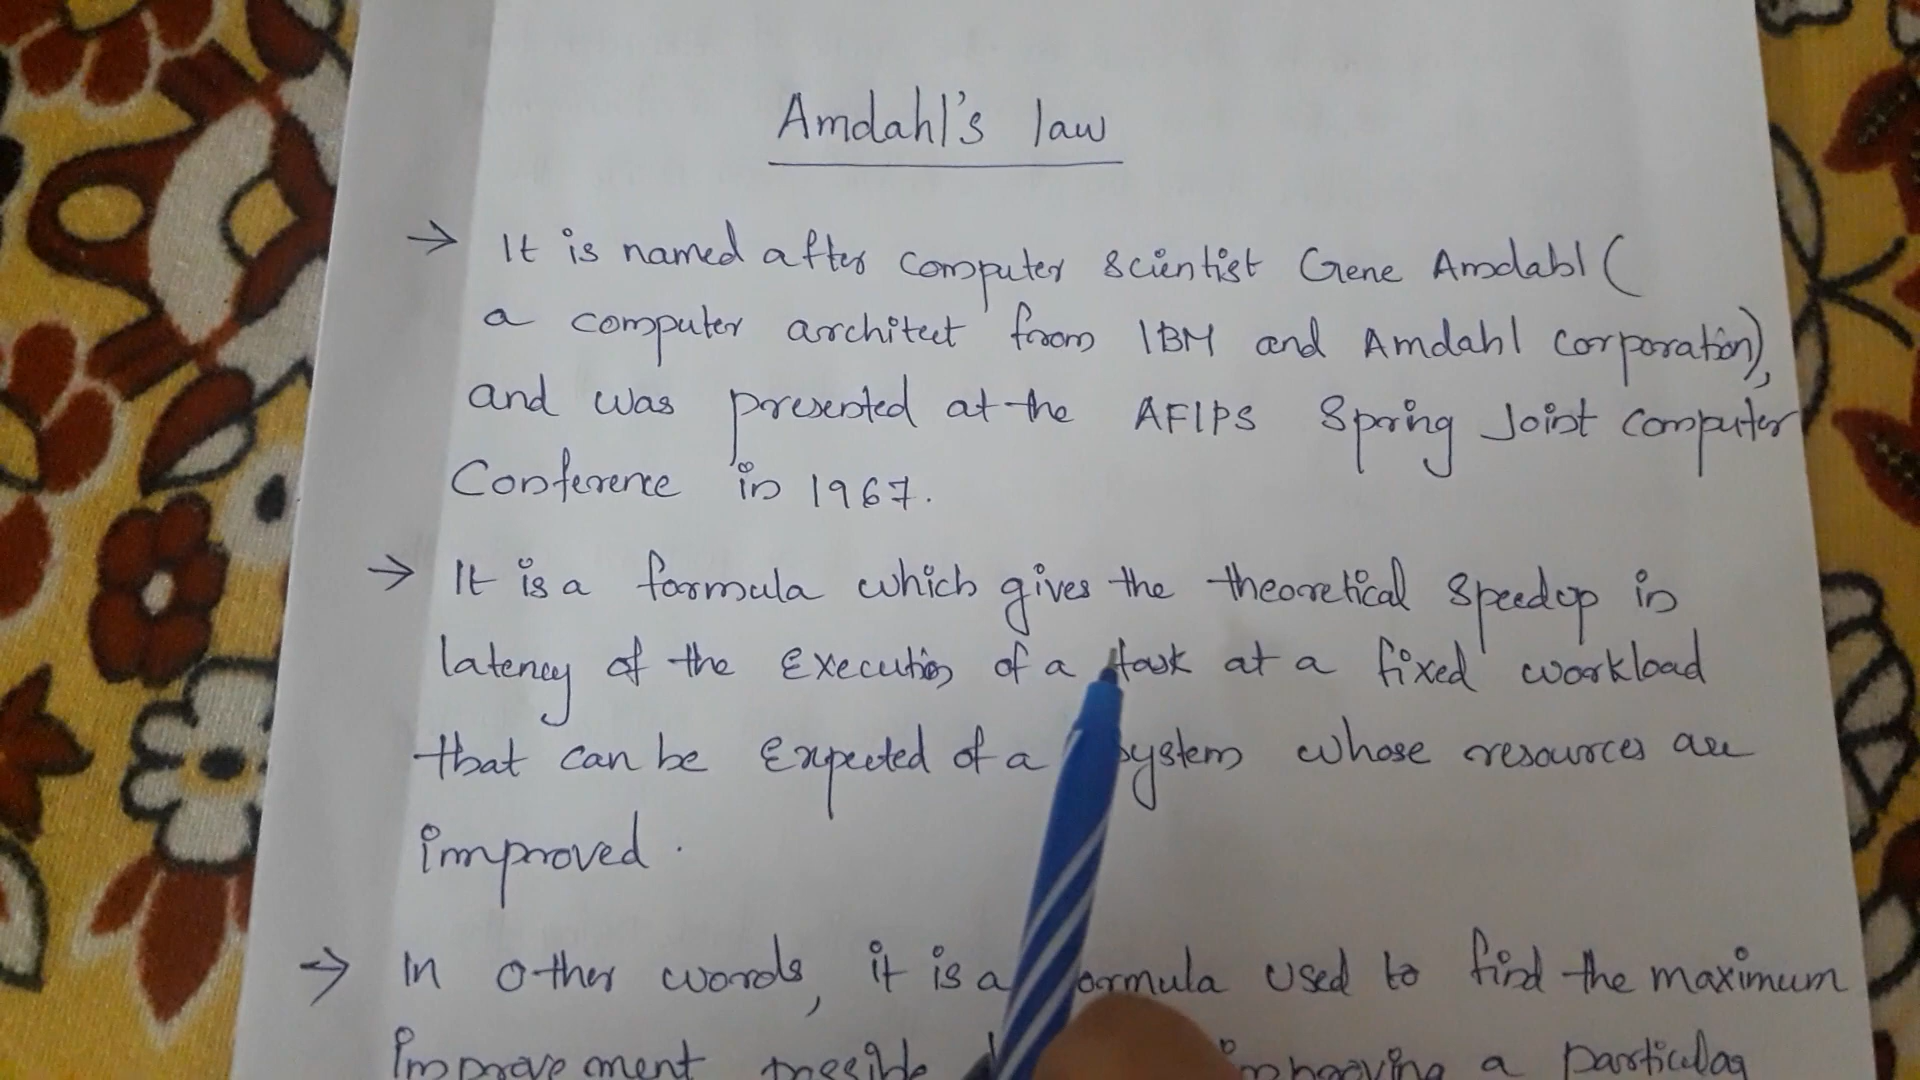 Amdahl's law
→ It is named after computer scientist Gene Amdahl (
a computer architect from IBM and Amdahl corporation),
and was presented at the AFIPS Spring Joint Computer
Conference in 1967.
→ It is a formula which gives the theoretical speedup in
latency of the execution of a task at a fixed workload
that can be expected of a system whose resources are
improved.
→ In other words, it is a formula used to find the maximum
improvement possible improving a particular